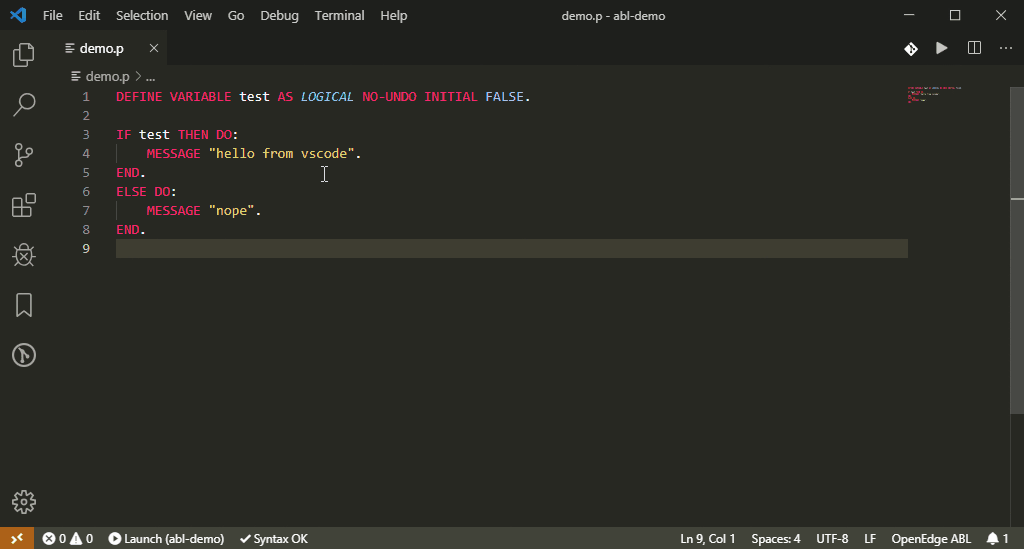 File Edit Selection View Go Debug Terminal Help demo.p - abl-demo
demo.p
demo.p > ...
1 DEFINE VARIABLE test AS LOGICAL NO-UNDO INITIAL FALSE.
2
3 IF test THEN DO:
4 MESSAGE "hello from vscode".
5 END.
6 ELSE DO:
7 MESSAGE "nope".
8 END.
9
0 0 Launch (abl-demo) Syntax OK Ln 9, Col 1 Spaces: 4 UTF-8 LF OpenEdge ABL 1